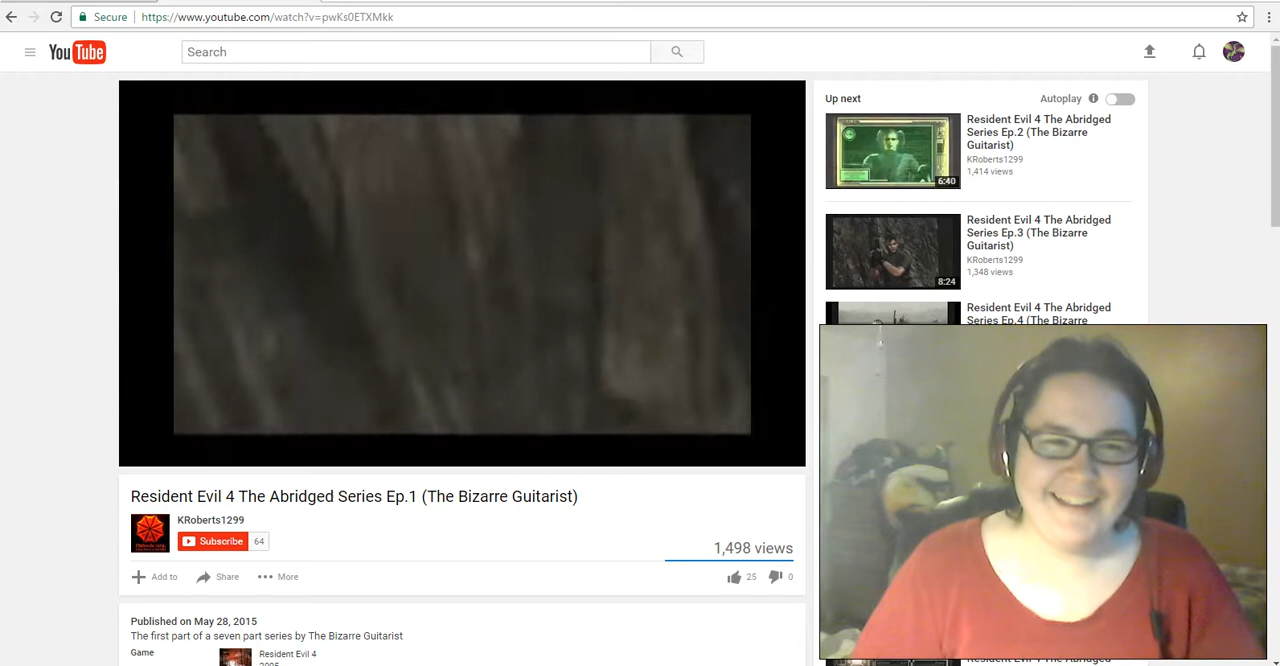 Secure https://www.youtube.com/watch?v=pwKs0ETXMkk
YouTube
Search
Up next
Autoplay
Resident Evil 4 The Abridged
Series Ep.2 (The Bizarre
Guitarist)
KRoberts1299
1,414 views
6:40
Resident Evil 4 The Abridged
Series Ep.3 (The Bizarre
Guitarist)
KRoberts1299
1,348 views
8:24
Resident Evil 4 The Abridged
Series Ep.4 (The Bizarre
Resident Evil 4 The Abridged Series Ep.1 (The Bizarre Guitarist)
KRoberts1299
Subscribe 64
1,498 views
Add to Share More
25 0
Published on May 28, 2015
The first part of a seven part series by The Bizarre Guitarist
Game
Resident Evil 4